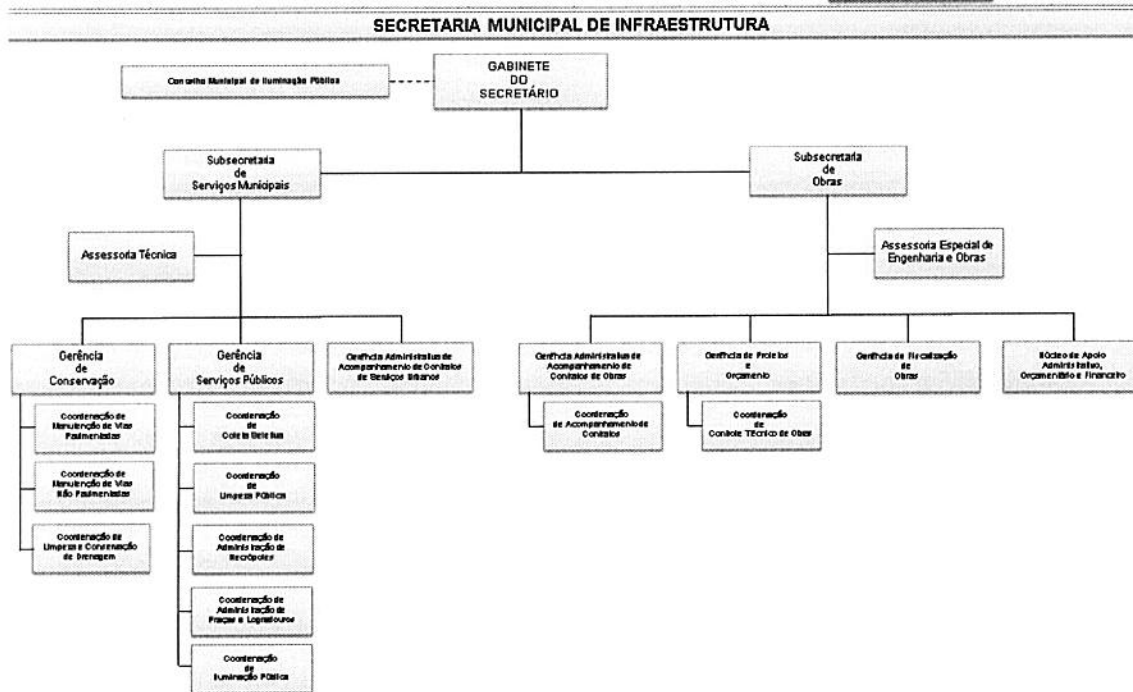 SECRETARIA MUNICIPAL DE INFRAESTRUTURA
Conselho Municipal de Iluminação Pública
GABINETE
DO
SECRETÁRIO
Subsecretaria
de
Serviços Municipais
Subsecretaria
de
Obras
Assessoria Técnica
Assessoria Especial de
Engenharia e Obras
Gerência
de
Conservação
Gerência
de
Serviços Públicos
Gerência Administrativa de
Acompanhamento de Contratos
de Serviços Urbanos
Gerência Administrativa de
Acompanhamento de
Contratos de Obras
Gerência de Projetos
e
Orçamento
Gerência de Fiscalização
de
Obras
Núcleo de Apoio
Administrativo,
Orçamentário e Financeiro
Coordenação de
Manutenção de Vias
Pavimentadas
Coordenação de
Manutenção de Vias
Não Pavimentadas
Coordenação de
Limpeza e Conservação
de Drenagem
Coordenação
de
Coleta Seletiva
Coordenação
de
Limpeza Pública
Coordenação de
Administração de
Necrópoles
Coordenação de
Administração de
Praças e Logradouros
Coordenação
de
Iluminação Pública
Coordenação
de Acompanhamento de
Contratos
Coordenação
de
Controle Técnico de Obras